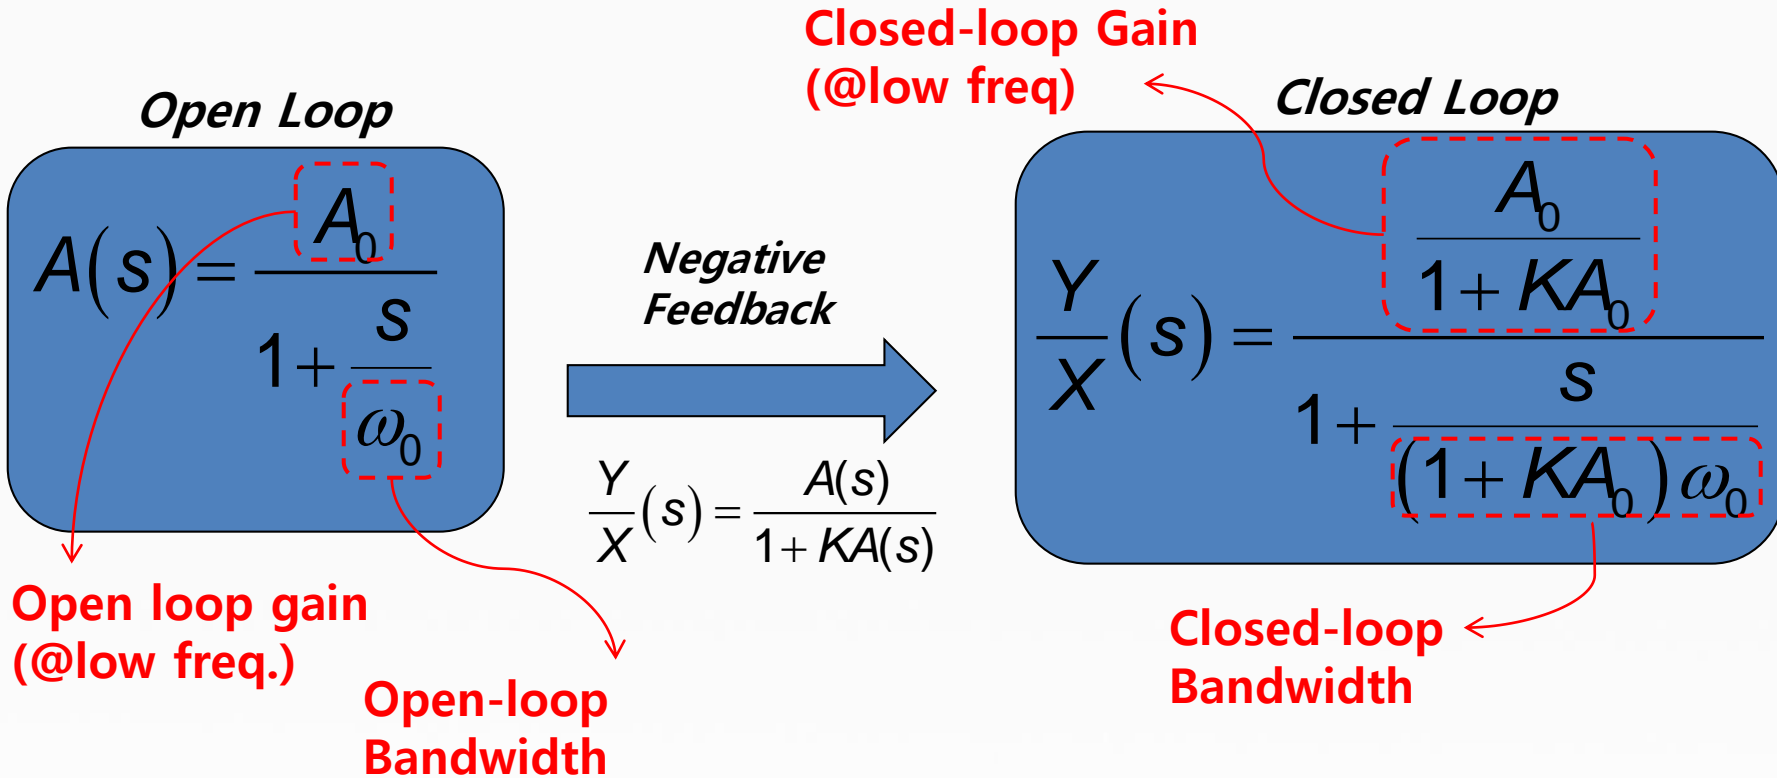 Closed-loop Gain
(@low freq)
Open Loop
Closed Loop
A(s) = A₀ / (1 + s/ω₀)
Negative
Feedback
Y/X (s) = A(s) / (1 + KA(s))
Y/X (s) = (A₀ / (1 + KA₀)) / (1 + s/((1 + KA₀)ω₀))
Open loop gain
(@low freq.)
Open-loop
Bandwidth
Closed-loop
Bandwidth